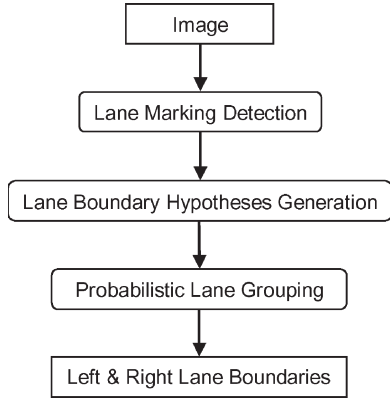 Image
Lane Marking Detection
Lane Boundary Hypotheses Generation
Probabilistic Lane Grouping
Left & Right Lane Boundaries